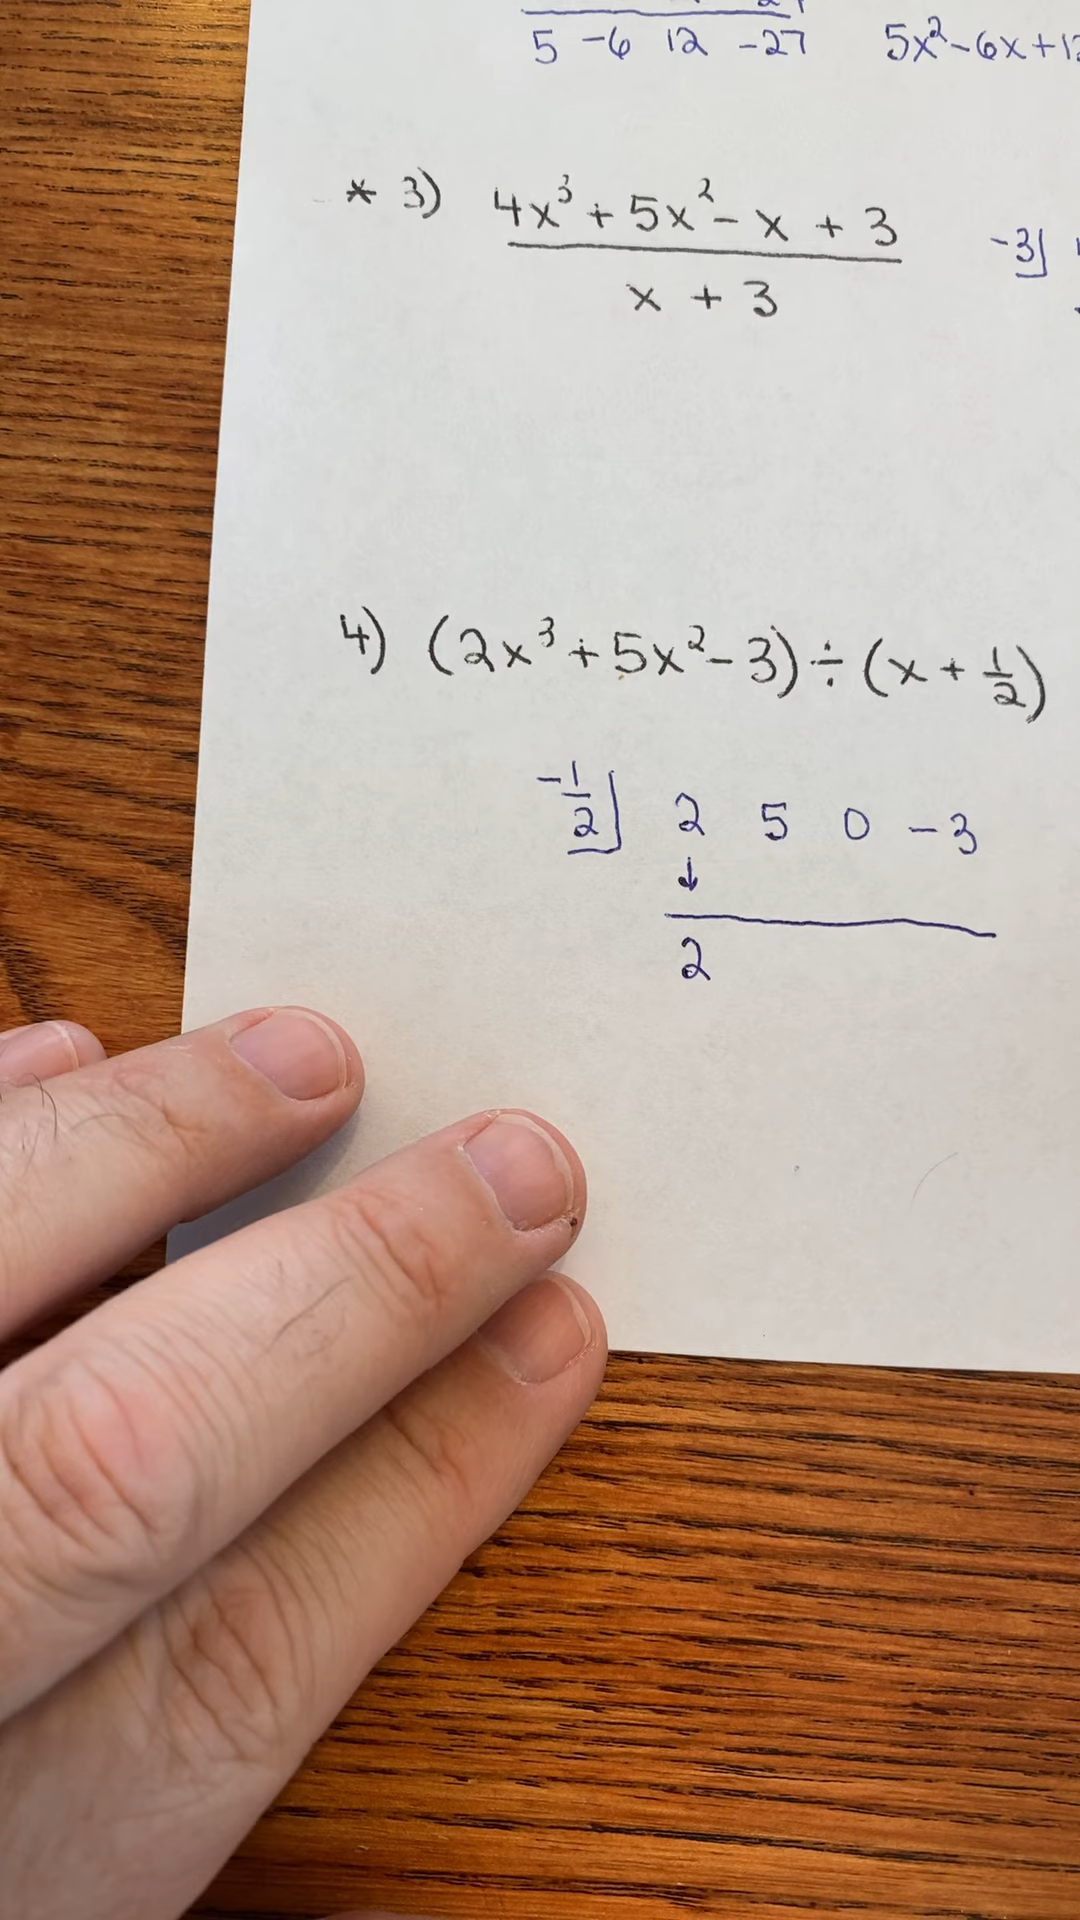 5 -6 12 -27 5x²-6x+12
* 3) 4x³ + 5x² - x + 3
x + 3
-3
4) (2x³ + 5x² - 3) ÷ (x + 1/2)
-1/2 2 5 0 -3
↓
2